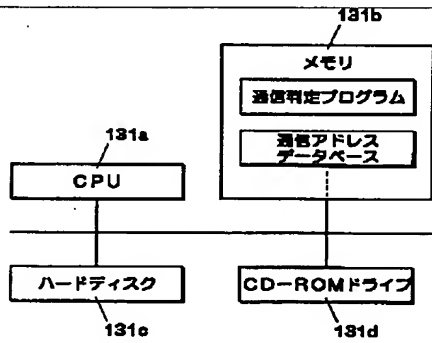 131b
メモリ
通信判定プログラム
通信アドレス
データベース
131a
CPU
ハードディスク
CD-ROMドライブ
131c
131d